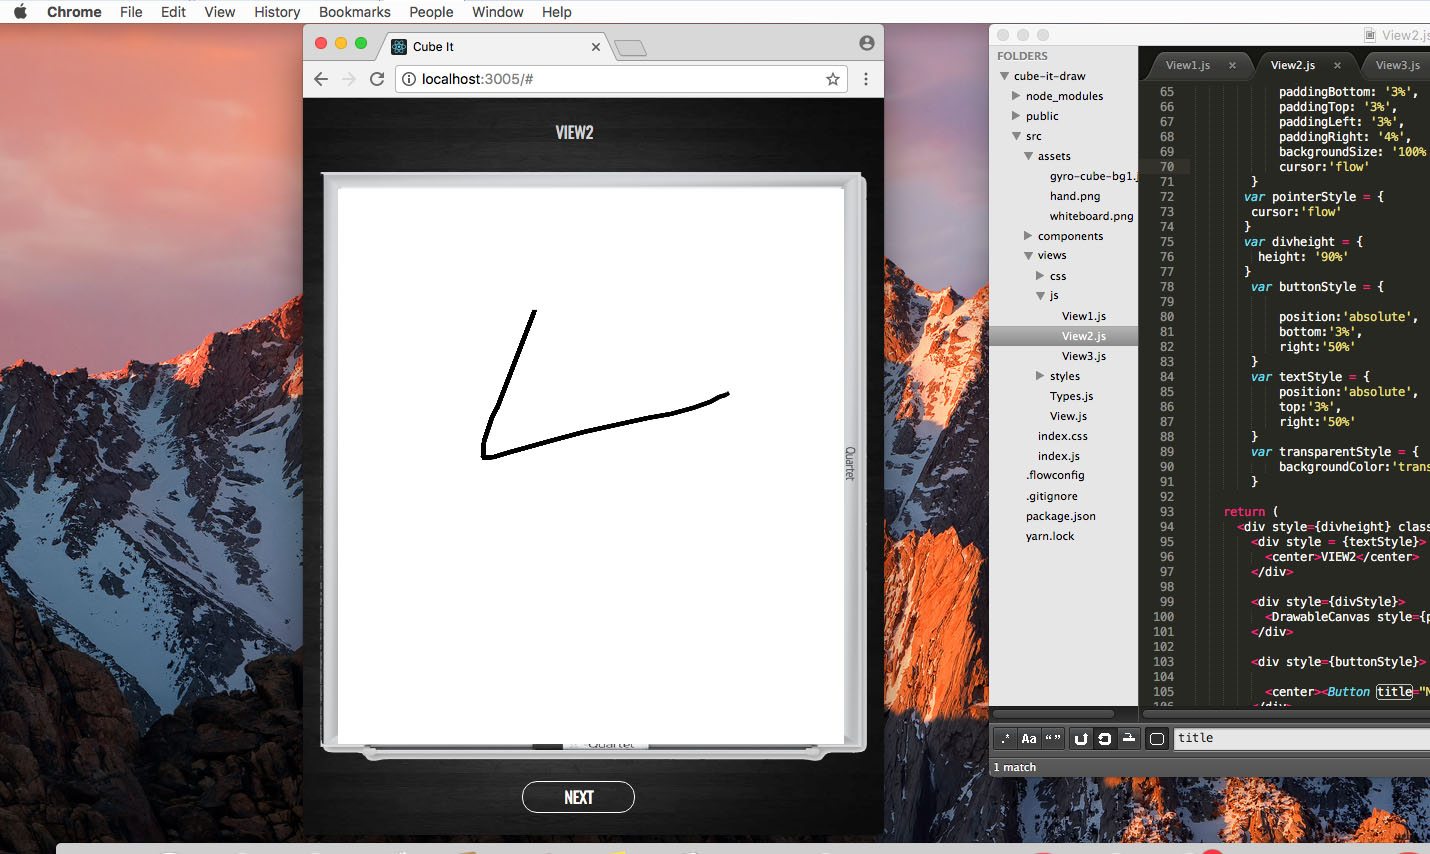 Chrome File Edit View History Bookmarks People Window Help
Cube It
localhost:3005/#
VIEW2
Quartet
Quartet
NEXT
View2.js
FOLDERS
cube-it-draw
node_modules
public
src
assets
gyro-cube-bg1.j
hand.png
whiteboard.png
components
views
css
js
View1.js
View2.js
View3.js
styles
Types.js
View.js
index.css
index.js
.flowconfig
.gitignore
package.json
yarn.lock
View1.js View2.js View3.js
65 paddingBottom: '3%',
66 paddingTop: '3%',
67 paddingLeft: '3%',
68 paddingRight: '4%',
69 backgroundSize: '100%
70 cursor:'flow'
71 }
72 var pointerStyle = {
73 cursor:'flow'
74 }
75 var divheight = {
76 height: '90%'
77 }
78 var buttonStyle = {
79
80 position:'absolute',
81 bottom:'3%',
82 right:'50%'
83 }
84 var textStyle = {
85 position:'absolute',
86 top:'3%',
87 right:'50%'
88 }
89 var transparentStyle = {
90 backgroundColor:'trans
91 }
92
93 return (
94 <div style={divheight} class
95 <div style = {textStyle}>
96 <center>VIEW2</center>
97 </div>
98
99 <div style={divStyle}>
100 <DrawableCanvas style={p
101 </div>
102
103 <div style={buttonStyle}>
104
105 <center><Button title="N
106 </div>
.* Aa “ ”
title
1 match